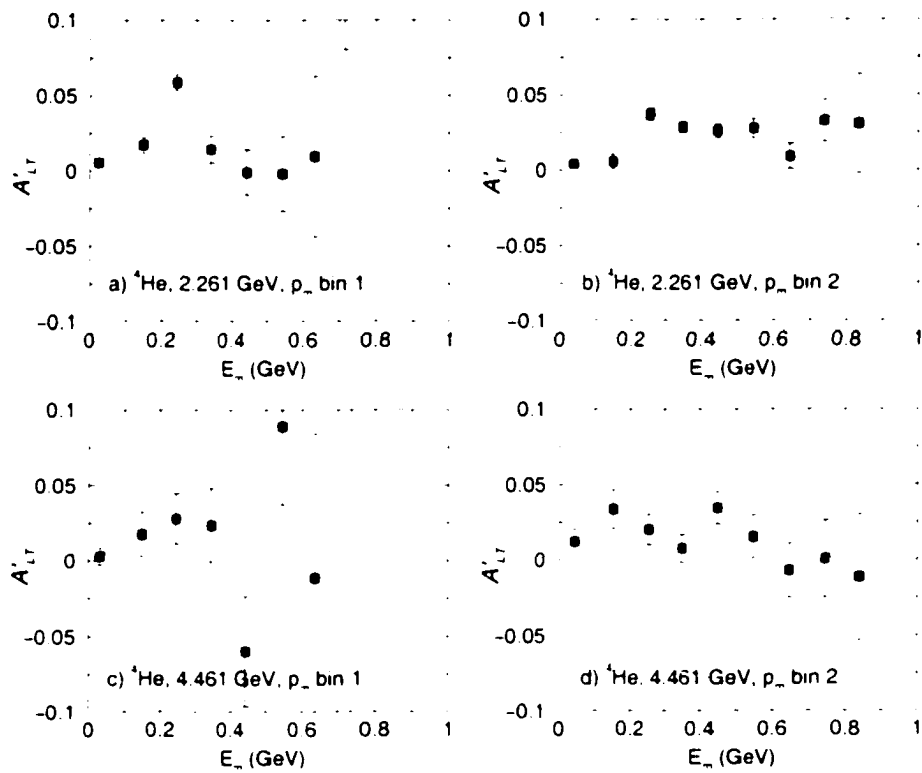 0.1
0.05
0
−0.05
−0.1
A'LT
a) ⁴He, 2.261 GeV, pm bin 1
0 0.2 0.4 0.6 0.8 1
Em (GeV)
0.1
0.05
0
−0.05
−0.1
A'LT
b) ⁴He, 2.261 GeV, pm bin 2
0 0.2 0.4 0.6 0.8 1
Em (GeV)
0.1
0.05
0
−0.05
−0.1
A'LT
c) ⁴He, 4.461 GeV, pm bin 1
0 0.2 0.4 0.6 0.8 1
Em (GeV)
0.1
0.05
0
−0.05
−0.1
A'LT
d) ⁴He, 4.461 GeV, pm bin 2
0 0.2 0.4 0.6 0.8 1
Em (GeV)